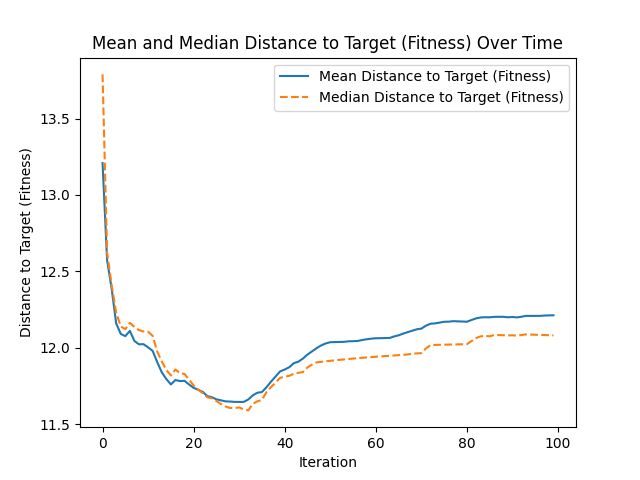 Mean and Median Distance to Target (Fitness) Over Time
Mean Distance to Target (Fitness)
Median Distance to Target (Fitness)
Distance to Target (Fitness)
13.5
13.0
12.5
12.0
11.5
0 20 40 60 80 100
Iteration